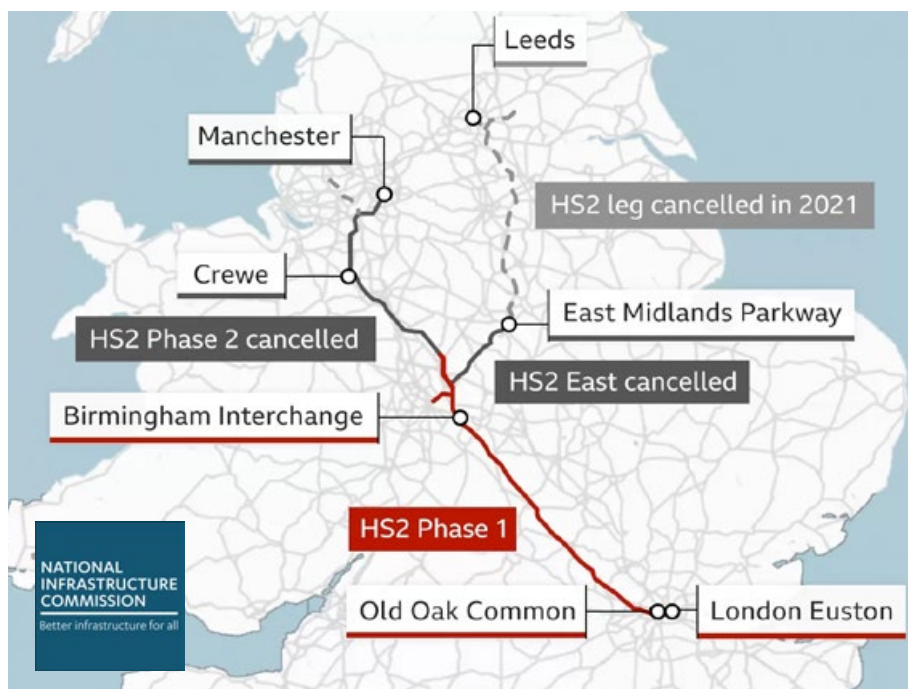 Leeds
Manchester
HS2 leg cancelled in 2021
Crewe
East Midlands Parkway
HS2 Phase 2 cancelled
HS2 East cancelled
Birmingham Interchange
HS2 Phase 1
NATIONAL
INFRASTRUCTURE
COMMISSION
Better infrastructure for all
Old Oak Common
London Euston